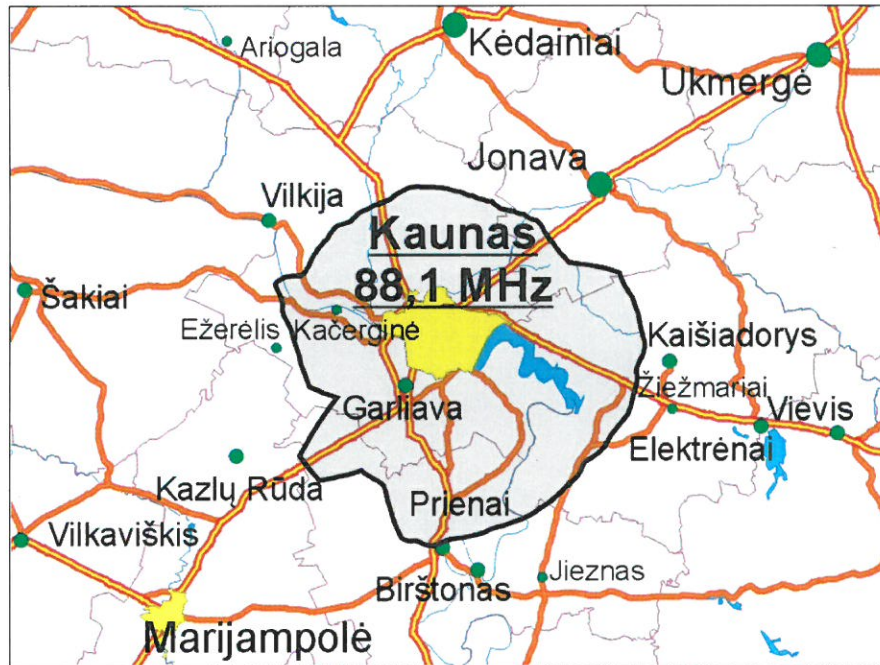 Ariogala
Kėdainiai
Ukmergė
Jonava
Vilkija
Kaunas
88,1 MHz
Šakiai
Ežerėlis
Kačerginė
Kaišiadorys
Žiežmariai
Garliava
Vievis
Elektrėnai
Kazlų Rūda
Prienai
Vilkaviškis
Birštonas
Jieznas
Marijampolė